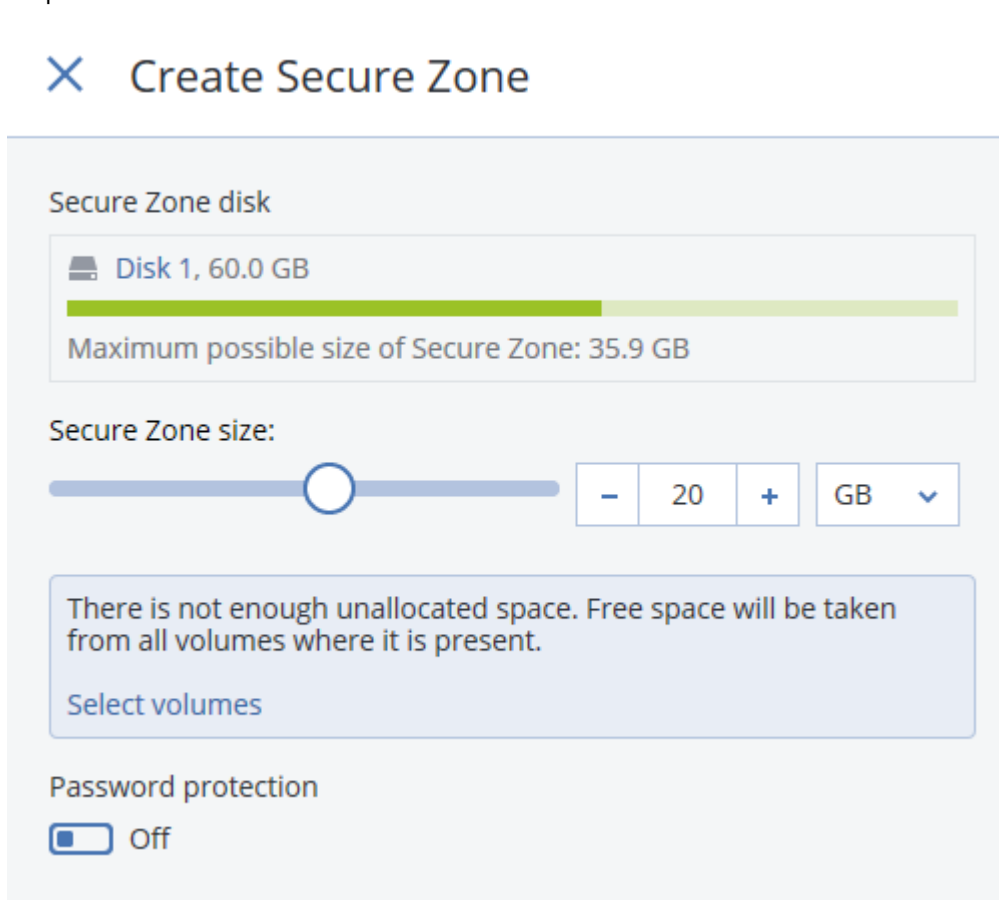 Create Secure Zone
Secure Zone disk
Disk 1, 60.0 GB
Maximum possible size of Secure Zone: 35.9 GB
Secure Zone size:
– 20 + GB
There is not enough unallocated space. Free space will be taken
from all volumes where it is present.
Select volumes
Password protection
Off